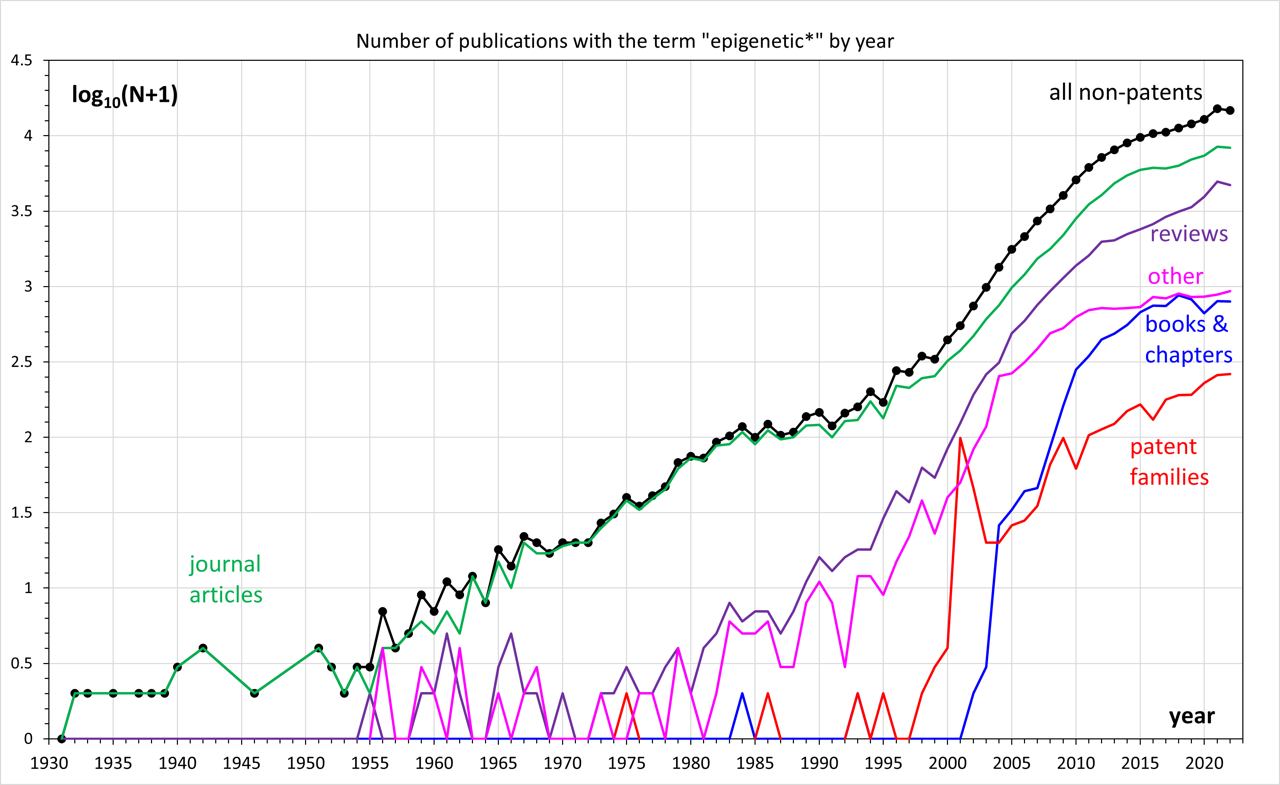 Number of publications with the term "epigenetic*" by year
4.5
log10(N+1)
all non-patents
4
3.5
reviews
3
other
books &
chapters
2.5
2
patent
families
1.5
journal
articles
1
0.5
year
0
1930 1935 1940 1945 1950 1955 1960 1965 1970 1975 1980 1985 1990 1995 2000 2005 2010 2015 2020